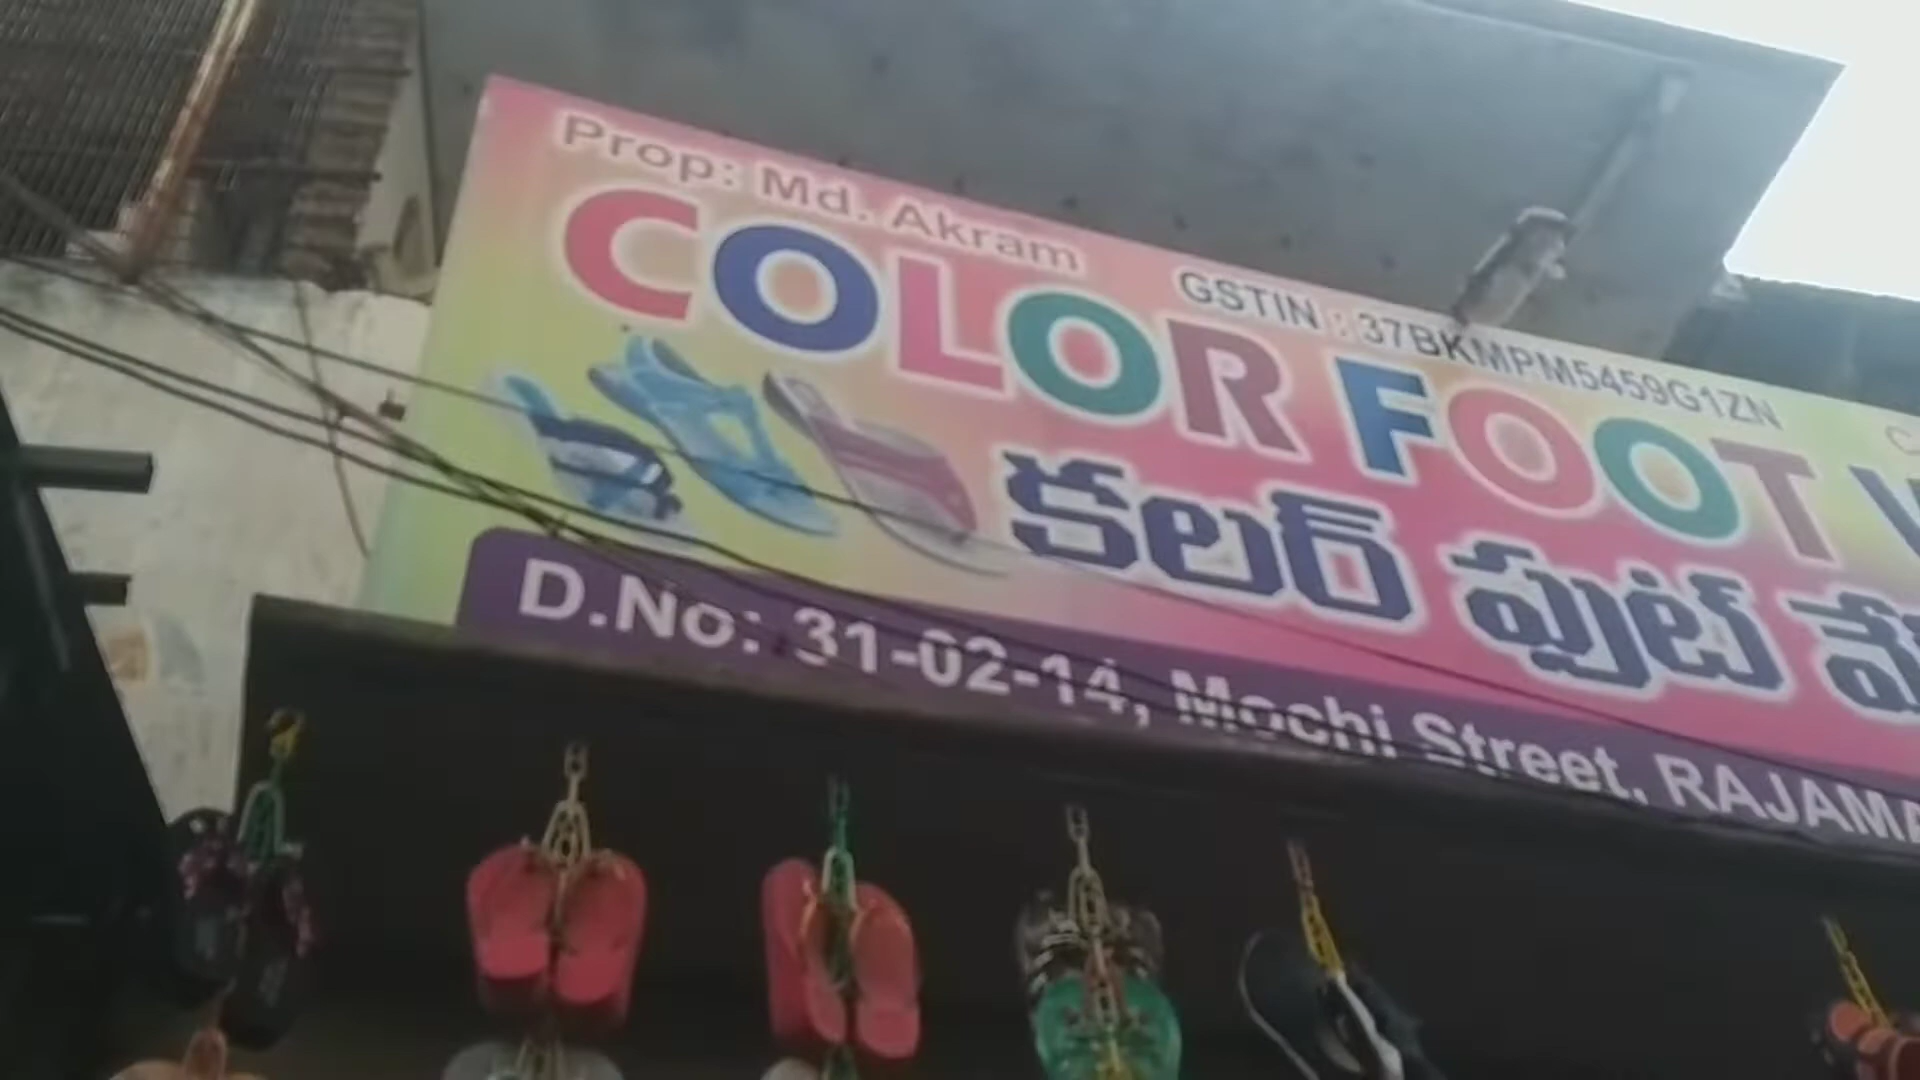 Prop: Md. Akram
GSTIN : 37BKMPM5459G1ZN
COLOR FOOT
కలర్ ఫుట్
D.No: 31-02-14, Mochi Street, RAJAMA